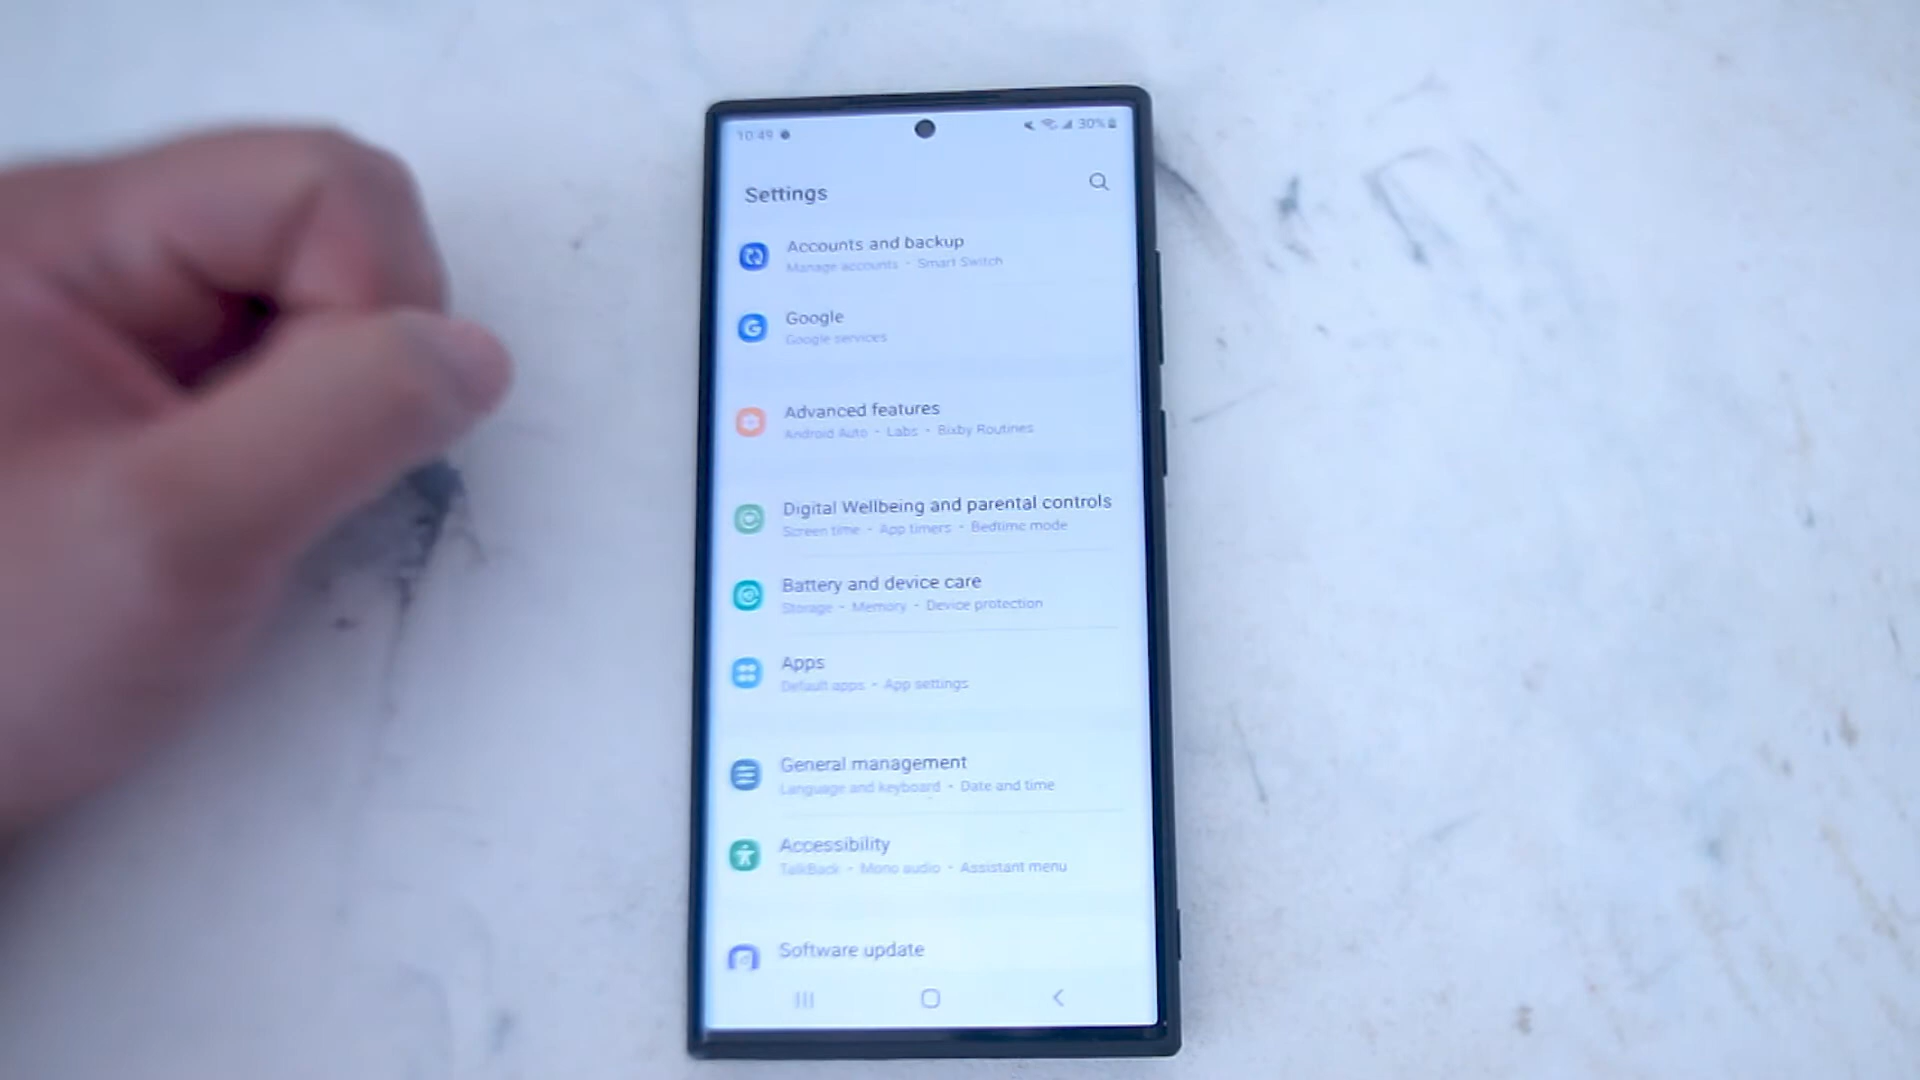 10:49
30%
Settings
Accounts and backup
Manage accounts • Smart Switch
Google
Google services
Advanced features
Android Auto • Labs • Bixby Routines
Digital Wellbeing and parental controls
Screen time • App timers • Bedtime mode
Battery and device care
Storage • Memory • Device protection
Apps
Default apps • App settings
General management
Language and keyboard • Date and time
Accessibility
TalkBack • Mono audio • Assistant menu
Software update